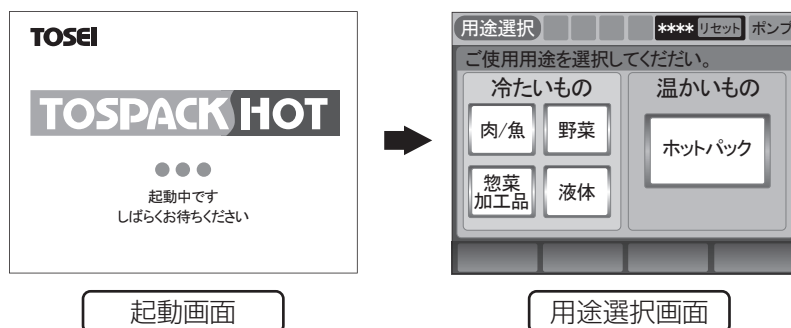 TOSEI
TOSPACK HOT
起動中です
しばらくお待ちください
起動画面
用途選択 **** リセット ポンプ
ご使用用途を選択してくだだい。
冷たいもの 温かいもの
肉/魚 野菜 ホットパック
惣菜
加工品 液体
用途選択画面